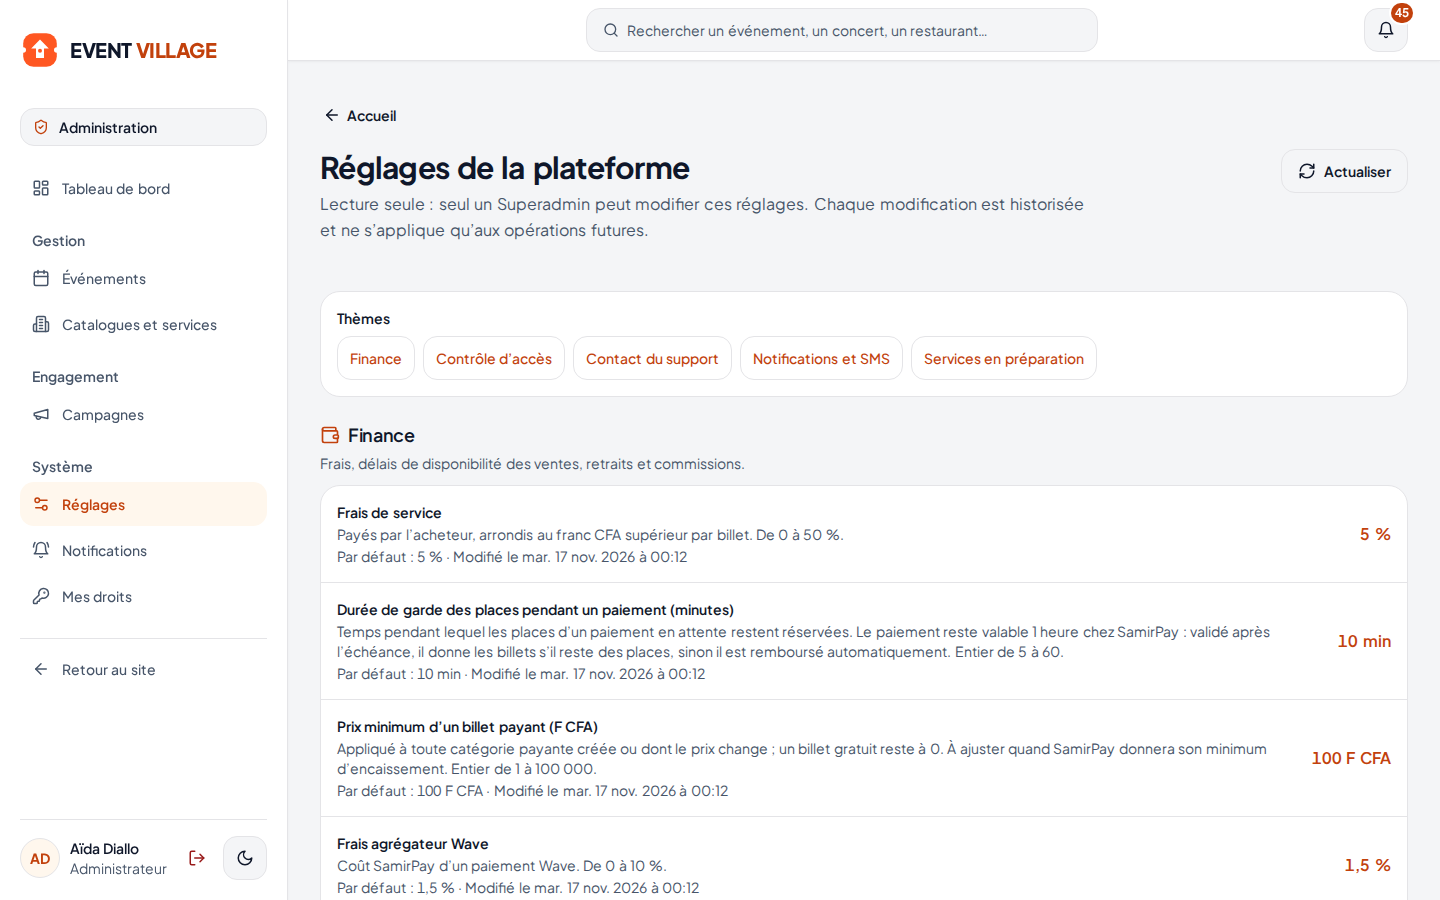 EVENT VILLAGE
Rechercher un événement, un concert, un restaurant…
45
Administration
Tableau de bord
Gestion
Événements
Catalogues et services
Engagement
Campagnes
Système
Réglages
Notifications
Mes droits
Retour au site
AD
Aïda Diallo
Administrateur
Accueil
Réglages de la plateforme
Actualiser
Lecture seule : seul un Superadmin peut modifier ces réglages. Chaque modification est historisée
et ne s’applique qu’aux opérations futures.
Thèmes
Finance
Contrôle d’accès
Contact du support
Notifications et SMS
Services en préparation
Finance
Frais, délais de disponibilité des ventes, retraits et commissions.
Frais de service
Payés par l’acheteur, arrondis au franc CFA supérieur par billet. De 0 à 50 %.
Par défaut : 5 % · Modifié le mar. 17 nov. 2026 à 00:12
5 %
Durée de garde des places pendant un paiement (minutes)
Temps pendant lequel les places d’un paiement en attente restent réservées. Le paiement reste valable 1 heure chez SamirPay : validé après
l’échéance, il donne les billets s’il reste des places, sinon il est remboursé automatiquement. Entier de 5 à 60.
Par défaut : 10 min · Modifié le mar. 17 nov. 2026 à 00:12
10 min
Prix minimum d’un billet payant (F CFA)
Appliqué à toute catégorie payante créée ou dont le prix change ; un billet gratuit reste à 0. À ajuster quand SamirPay donnera son minimum
d’encaissement. Entier de 1 à 100 000.
Par défaut : 100 F CFA · Modifié le mar. 17 nov. 2026 à 00:12
100 F CFA
Frais agrégateur Wave
Coût SamirPay d’un paiement Wave. De 0 à 10 %.
Par défaut : 1,5 % · Modifié le mar. 17 nov. 2026 à 00:12
1,5 %